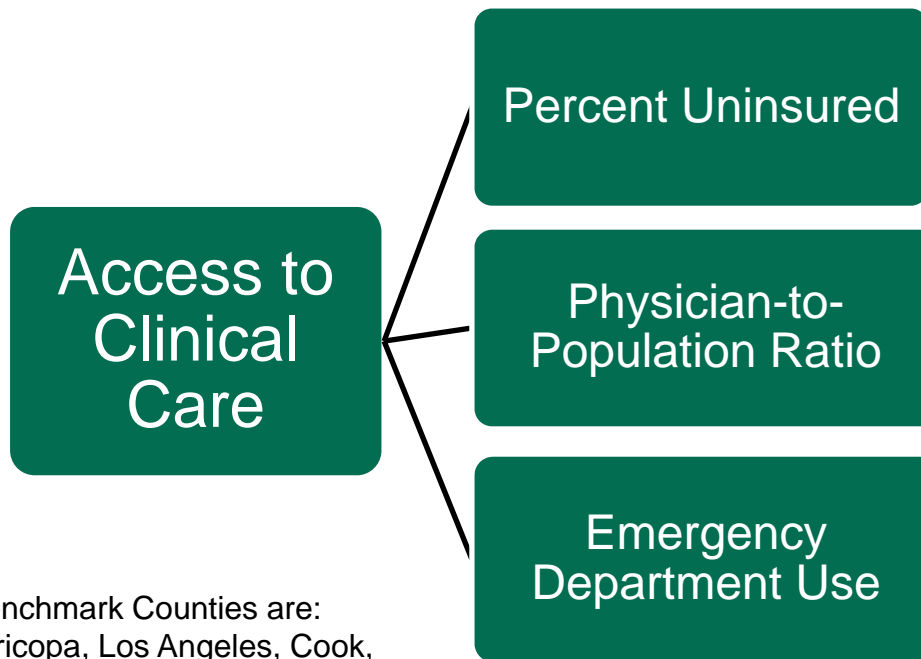 Percent Uninsured
Access to
Clinical
Care
Physician-to-
Population Ratio
Emergency
Department Use
enchmark Counties are:
ricopa, Los Angeles, Cook,